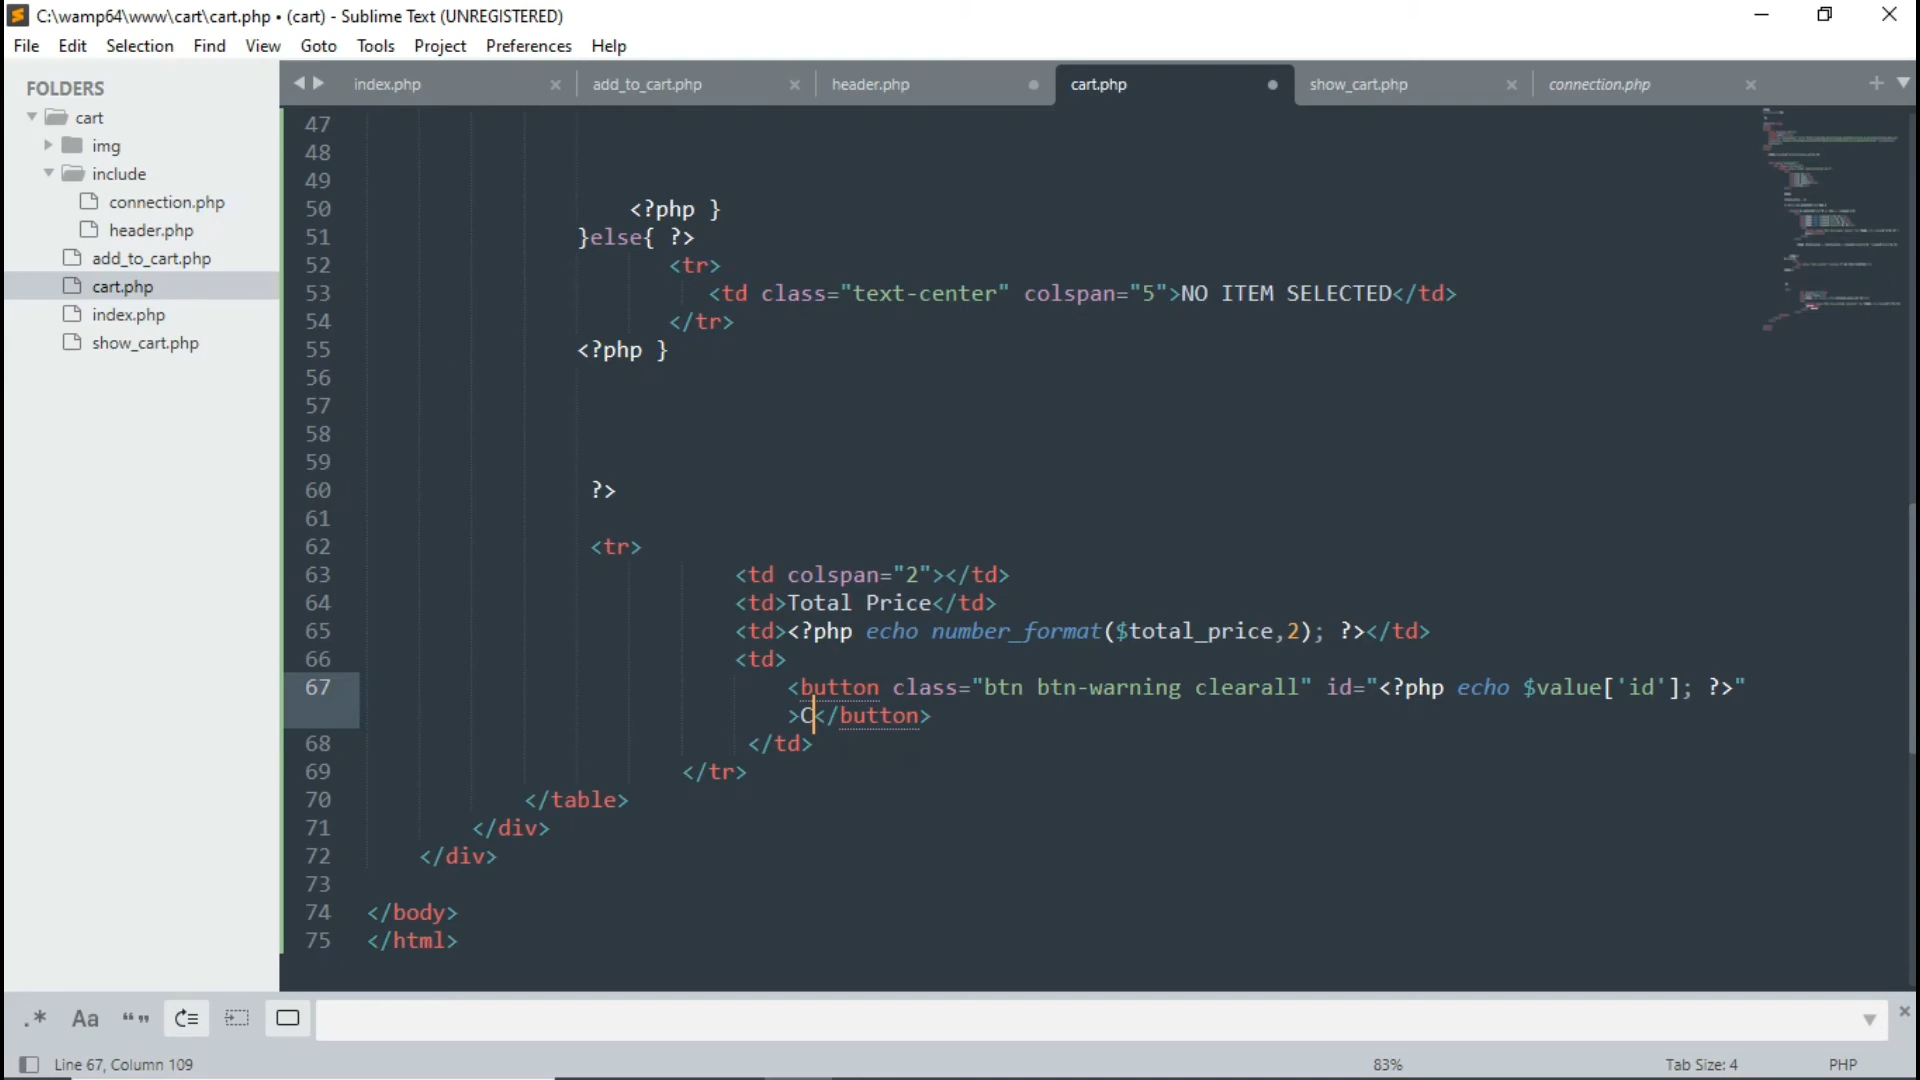 C:\wamp64\www\cart\cart.php • (cart) - Sublime Text (UNREGISTERED)
File Edit Selection Find View Goto Tools Project Preferences Help
FOLDERS
cart
img
include
connection.php
header.php
add_to_cart.php
cart.php
index.php
show_cart.php
index.php add_to_cart.php header.php cart.php show_cart.php connection.php
47
48
49
50 <?php }
51 }else{ ?>
52 <tr>
53 <td class="text-center" colspan="5">NO ITEM SELECTED</td>
54 </tr>
55 <?php }
56
57
58
59
60 ?>
61
62 <tr>
63 <td colspan="2"></td>
64 <td>Total Price</td>
65 <td><?php echo number_format($total_price,2); ?></td>
66 <td>
67 <button class="btn btn-warning clearall" id="<?php echo $value['id']; ?>"
>C</button>
68 </td>
69 </tr>
70 </table>
71 </div>
72 </div>
73
74 </body>
75 </html>
.* Aa “”
Line 67, Column 109 83% Tab Size: 4 PHP